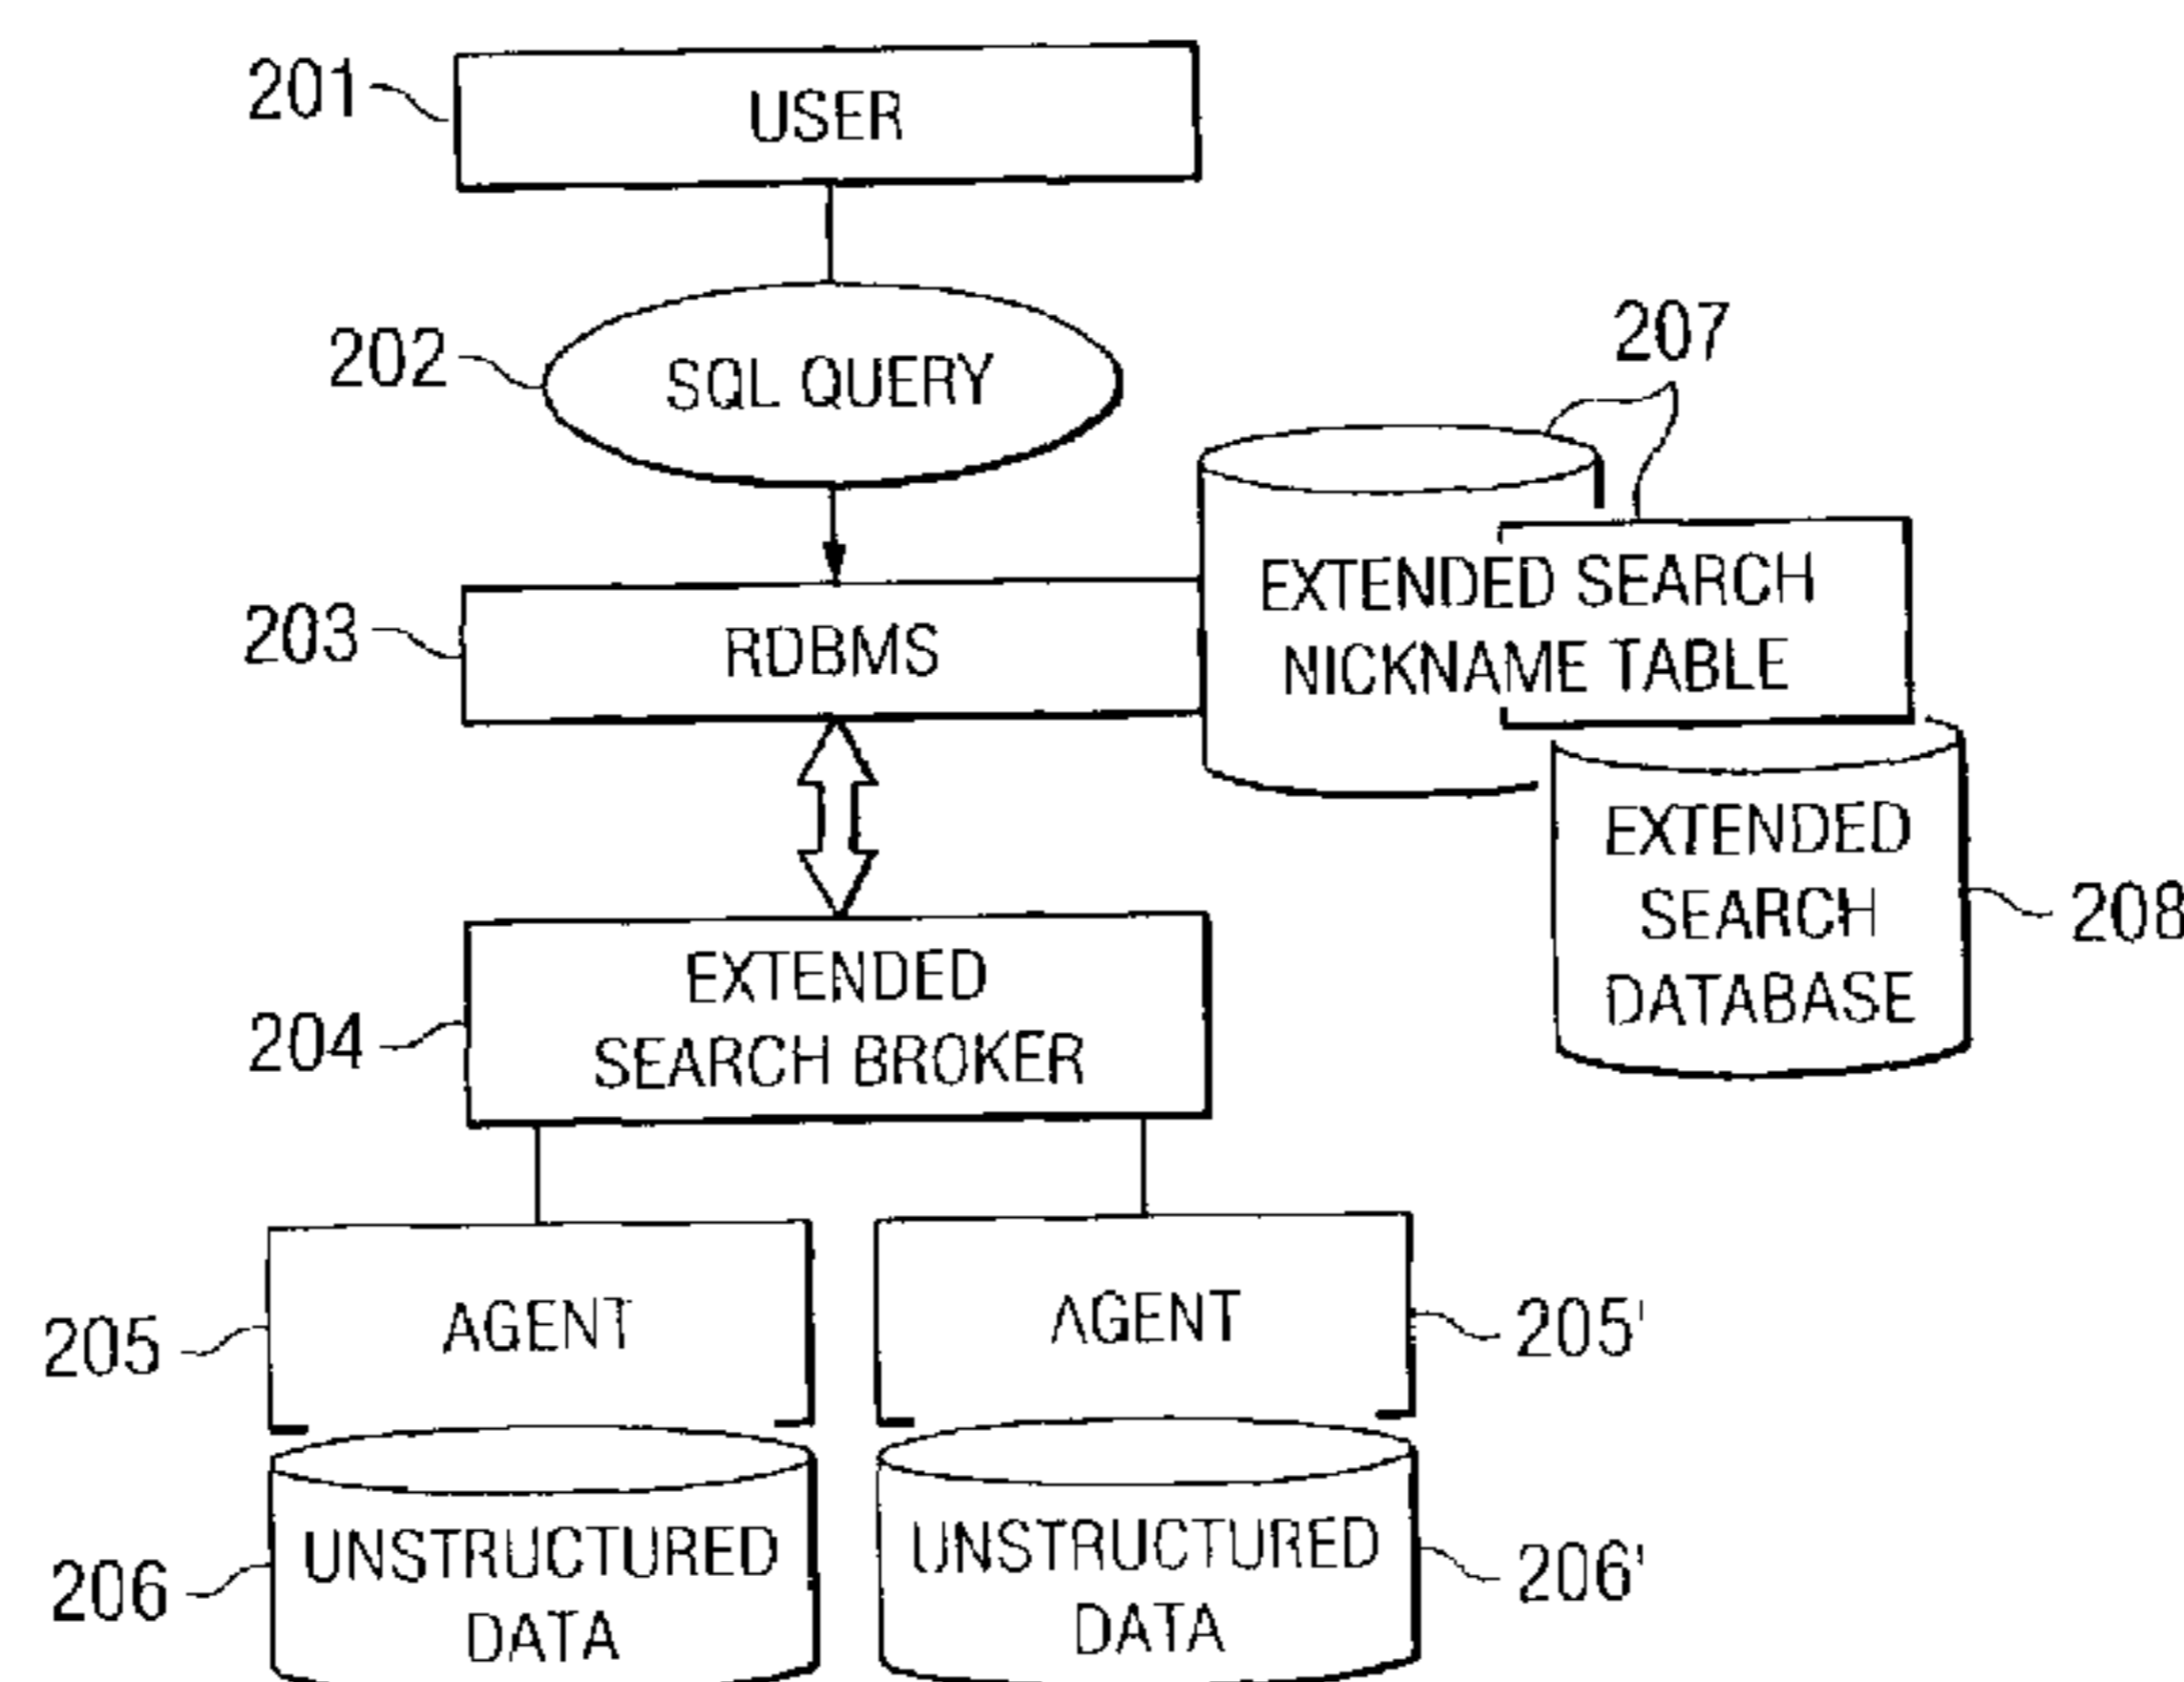 201
USER
202
SQL QUERY
207
203
RDBMS
EXTENDED SEARCH
NICKNAME TABLE
EXTENDED
SEARCH
DATABASE
208
204
EXTENDED
SEARCH BROKER
205
AGENT
AGENT
205'
206
UNSTRUCTURED
DATA
UNSTRUCTURED
DATA
206'